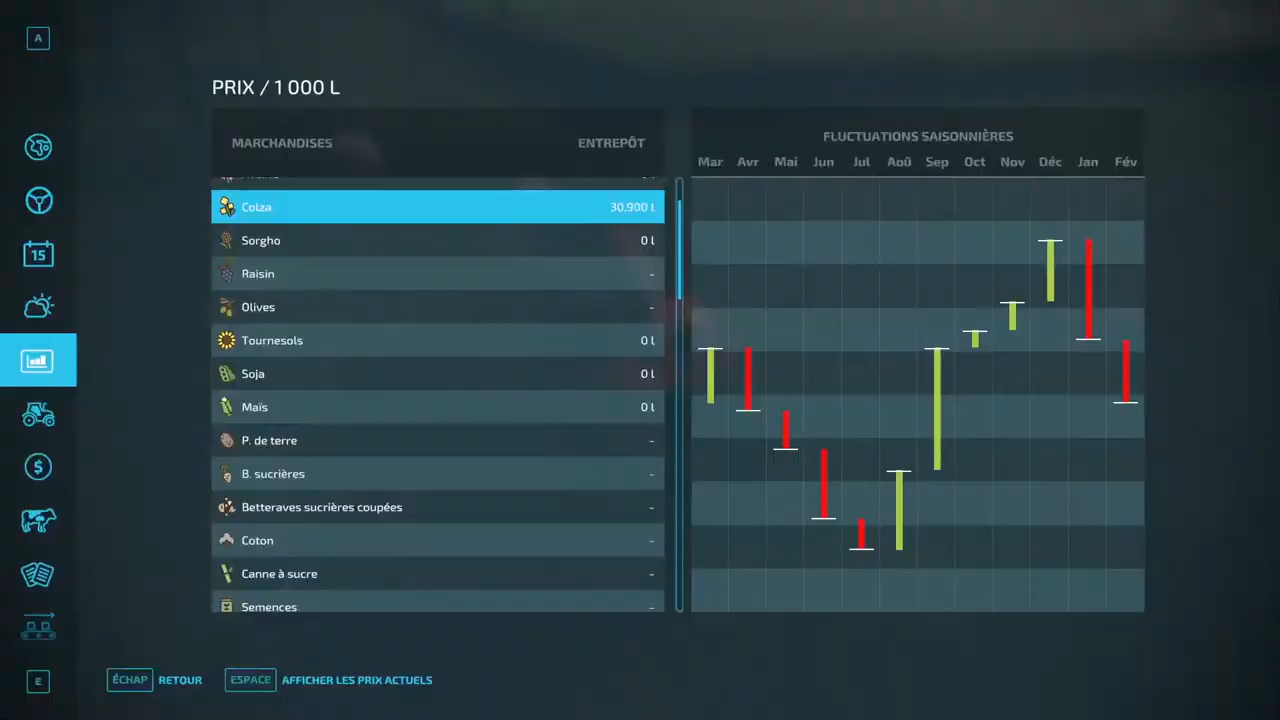 A
PRIX / 1 000 L
MARCHANDISES ENTREPÔT
Colza 30,900 l
Sorgho 0 l
Raisin -
Olives -
Tournesols 0 l
Soja 0 l
Maïs 0 l
P. de terre -
B. sucrières -
Betteraves sucrières coupées -
Coton -
Canne à sucre -
Semences -
FLUCTUATIONS SAISONNIÈRES
Mar Avr Mai Jun Jul Aoû Sep Oct Nov Déc Jan Fév
15
E
ÉCHAP RETOUR ESPACE AFFICHER LES PRIX ACTUELS